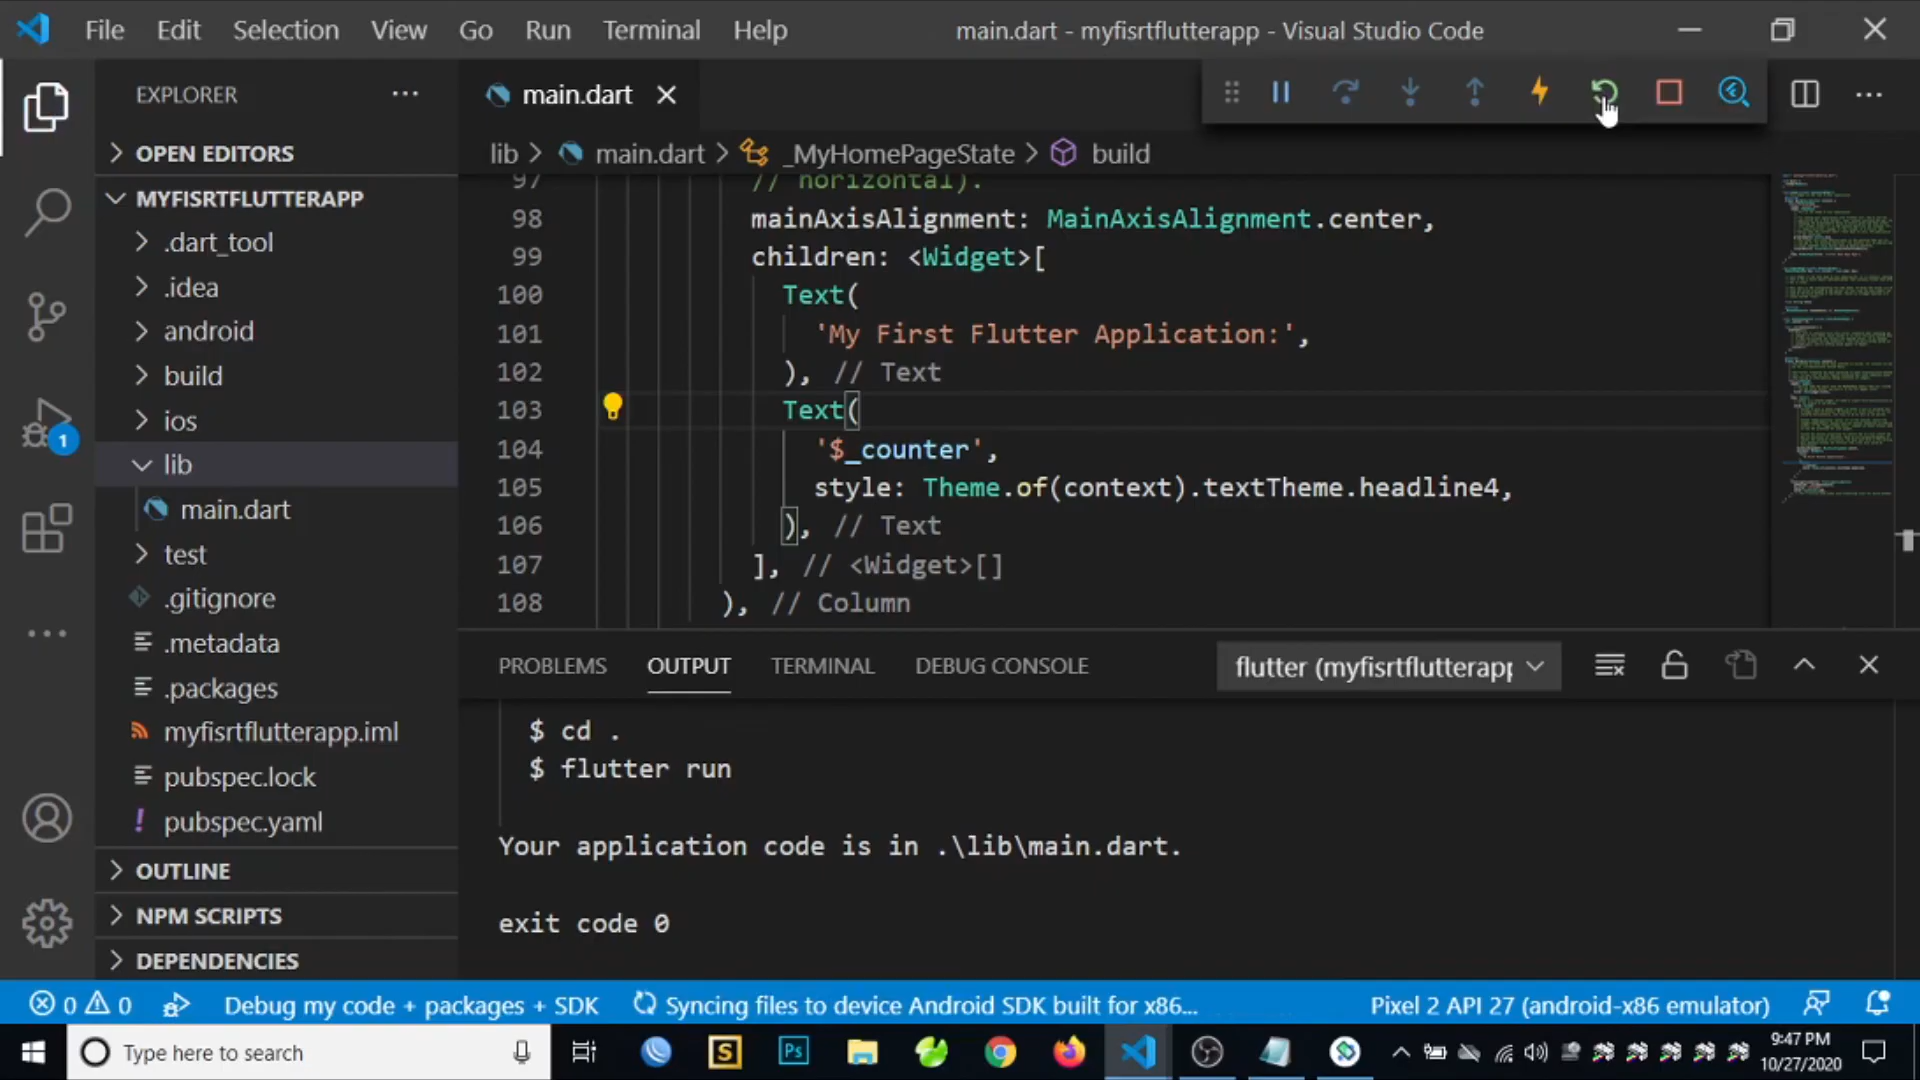 File Edit Selection View Go Run Terminal Help main.dart - myfisrtflutterapp - Visual Studio Code
EXPLORER
main.dart
OPEN EDITORS
lib > main.dart > _MyHomePageState > build
MYFISRTFLUTTERAPP
.dart_tool
.idea
android
build
ios
lib
main.dart
test
.gitignore
.metadata
.packages
myfisrtflutterapp.iml
pubspec.lock
pubspec.yaml
OUTLINE
NPM SCRIPTS
DEPENDENCIES
1
97 // horizontal).
98 mainAxisAlignment: MainAxisAlignment.center,
99 children: <Widget>[
100 Text(
101 'My First Flutter Application:',
102 ), // Text
103 Text(
104 '$_counter',
105 style: Theme.of(context).textTheme.headline4,
106 ), // Text
107 ], // <Widget>[]
108 ), // Column
PROBLEMS OUTPUT TERMINAL DEBUG CONSOLE flutter (myfisrtflutterapp
$ cd .
$ flutter run
Your application code is in .\lib\main.dart.
exit code 0
0 0 Debug my code + packages + SDK Syncing files to device Android SDK built for x86... Pixel 2 API 27 (android-x86 emulator)
Type here to search
S
Ps
9:47 PM
10/27/2020